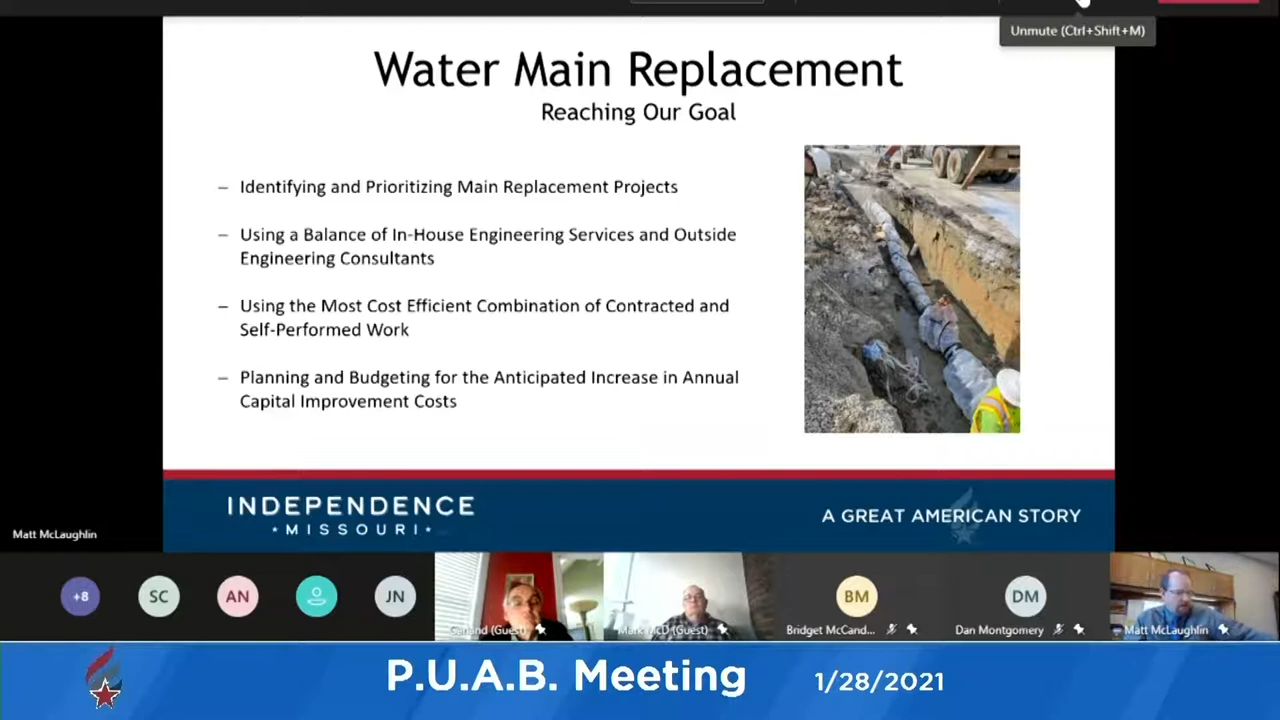 Unmute (Ctrl+Shift+M)
Water Main Replacement
Reaching Our Goal
– Identifying and Prioritizing Main Replacement Projects
– Using a Balance of In-House Engineering Services and Outside
Engineering Consultants
– Using the Most Cost Efficient Combination of Contracted and
Self-Performed Work
– Planning and Budgeting for the Anticipated Increase in Annual
Capital Improvement Costs
INDEPENDENCE
MISSOURI
A GREAT AMERICAN STORY
Matt McLaughlin
+8
SC
AN
JN
BM
DM
(Guest)
(Guest)
Bridget McCand...
Dan Montgomery
Matt McLaughlin
P.U.A.B. Meeting
1/28/2021